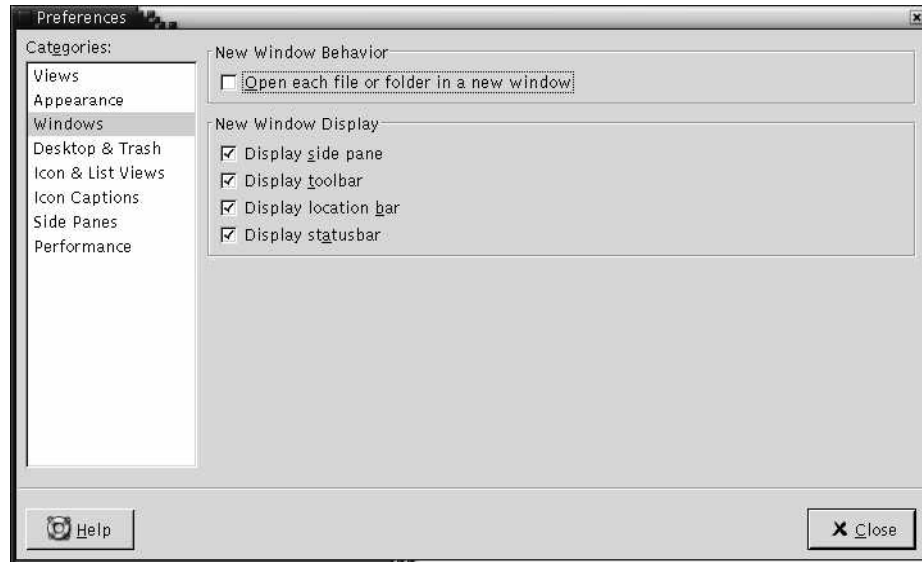 Preferences
Categories:
Views
Appearance
Windows
Desktop & Trash
Icon & List Views
Icon Captions
Side Panes
Performance
New Window Behavior
Open each file or folder in a new window
New Window Display
Display side pane
Display toolbar
Display location bar
Display statusbar
Help
Close